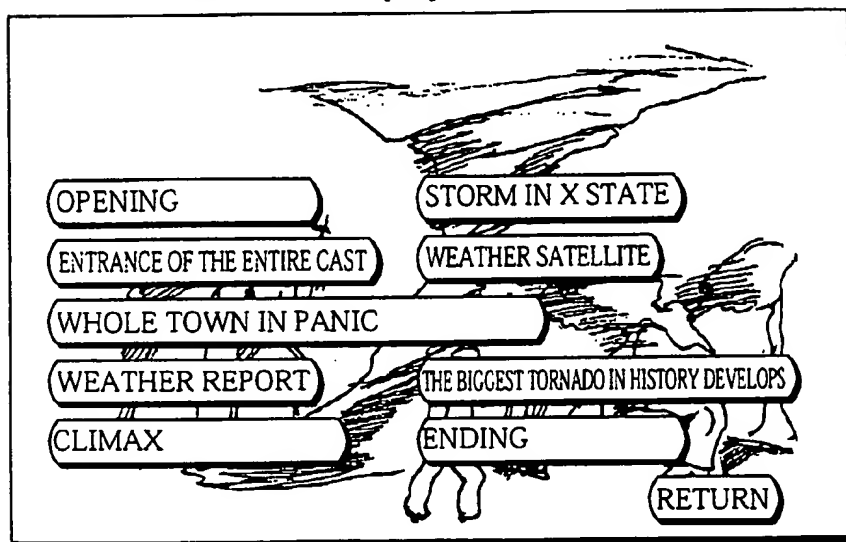 OPENING
STORM IN X STATE
ENTRANCE OF THE ENTIRE CAST
WEATHER SATELLITE
WHOLE TOWN IN PANIC
WEATHER REPORT
THE BIGGEST TORNADO IN HISTORY DEVELOPS
CLIMAX
ENDING
RETURN